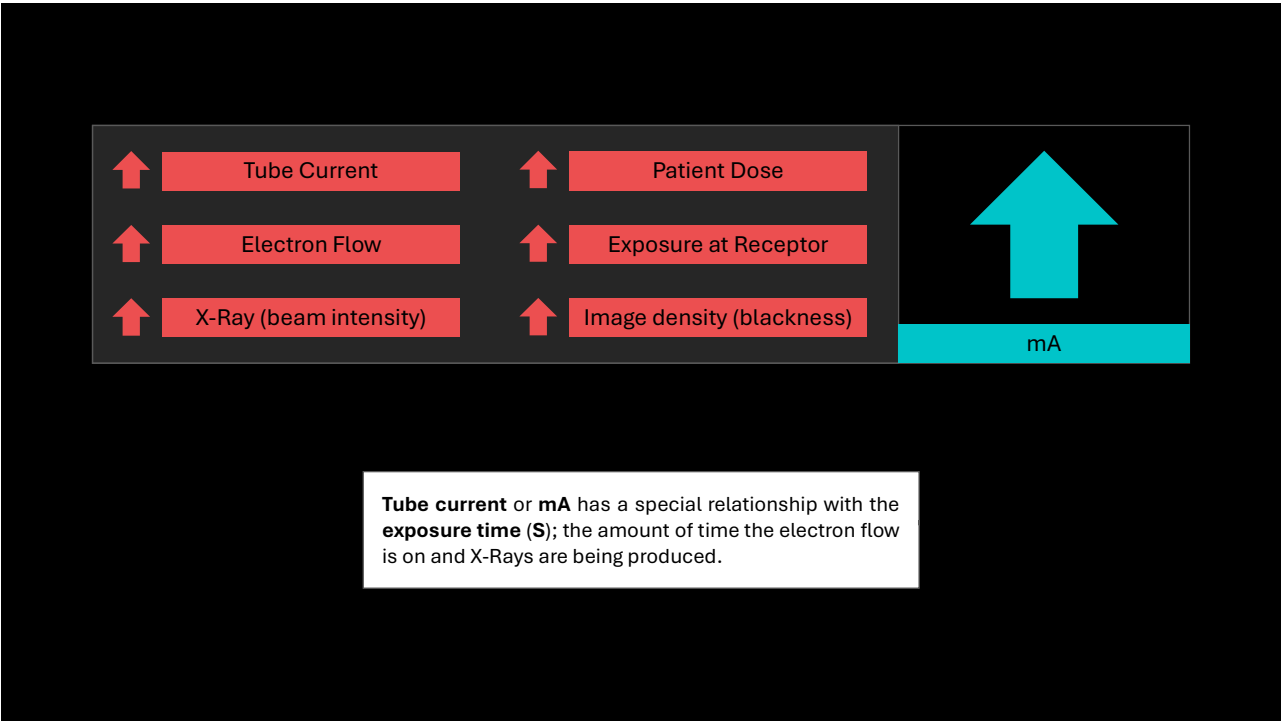 Tube Current
Electron Flow
X-Ray (beam intensity)
Patient Dose
Exposure at Receptor
Image density (blackness)
mA
Tube current or mA has a special relationship with the
exposure time (S); the amount of time the electron flow
is on and X-Rays are being produced.